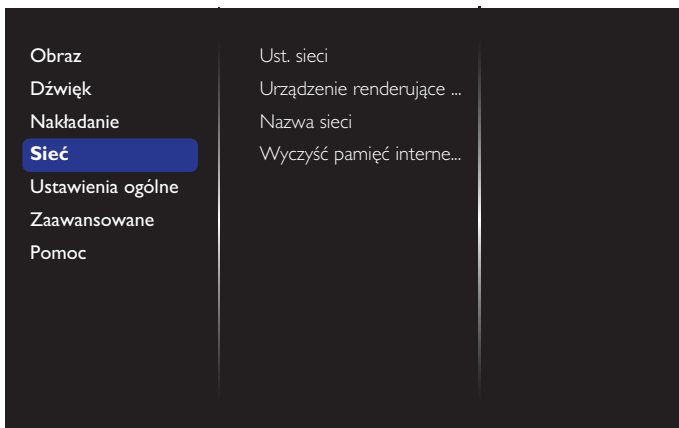 Obraz
Dźwięk
Nakładanie
Sieć
Ustawienia ogólne
Zaawansowane
Pomoc
Ust. sieci
Urządzenie renderujące ...
Nazwa sieci
Wyczyść pamięć interne...